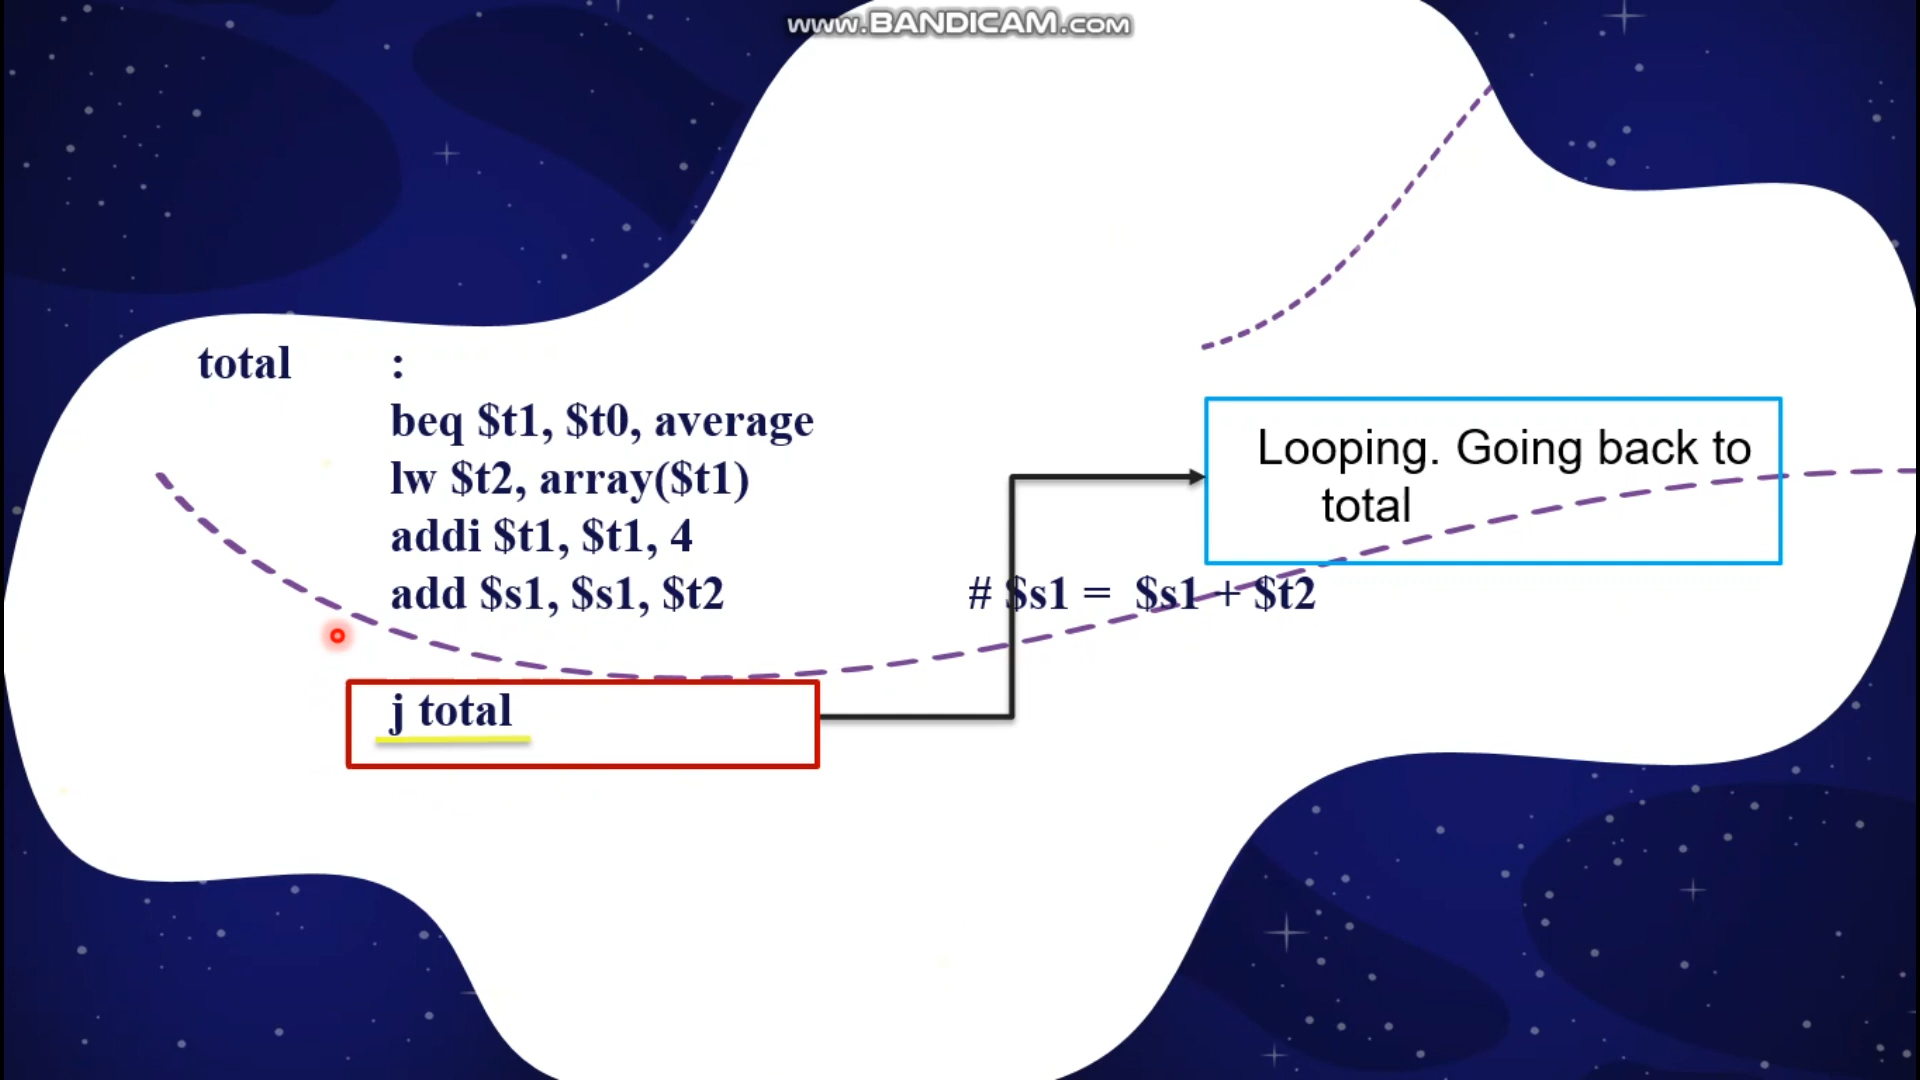 www.BANDICAM.com
total :
beq $t1, $t0, average
lw $t2, array($t1)
addi $t1, $t1, 4
add $s1, $s1, $t2 # $s1 = $s1 + $t2
j total
Looping. Going back to
total